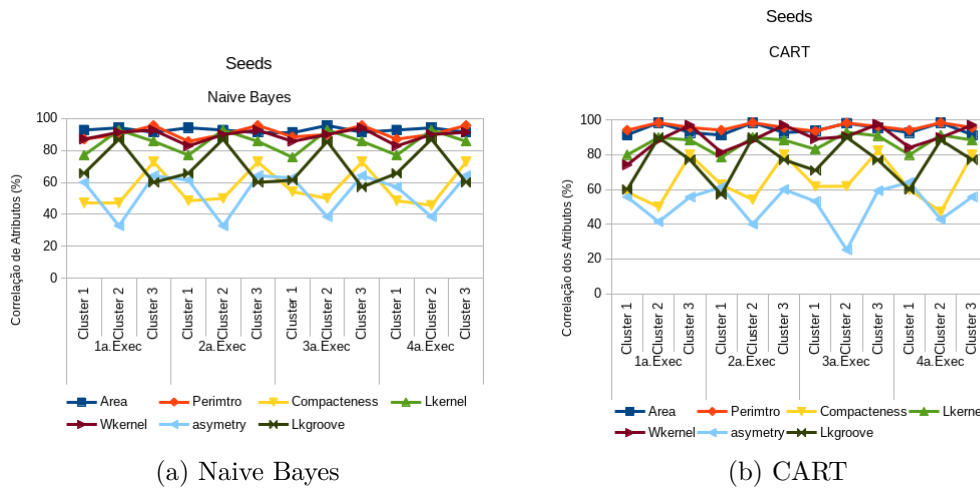 Seeds
Naive Bayes
Correlação de Atributos (%)
100
80
60
40
20
0
Cluster 1
Cluster 2
Cluster 3
Cluster 1
Cluster 2
Cluster 3
Cluster 1
Cluster 2
Cluster 3
Cluster 1
Cluster 2
Cluster 3
1a.Exec 2a.Exec 3a.Exec 4a.Exec
Area Perimtro Compacteness Lkernel
Wkernel asymetry Lkgroove
(a) Naive Bayes
Seeds
CART
Correlação dos Atributos (%)
100
80
60
40
20
0
Cluster 1
Cluster 2
Cluster 3
Cluster 1
Cluster 2
Cluster 3
Cluster 1
Cluster 2
Cluster 3
Cluster 1
Cluster 2
Cluster 3
1a.Exec 2a.Exec 3a.Exec 4a.Exec
Area Perimtro Compacteness Lkerne
Wkernel asymetry Lkgroove
(b) CART